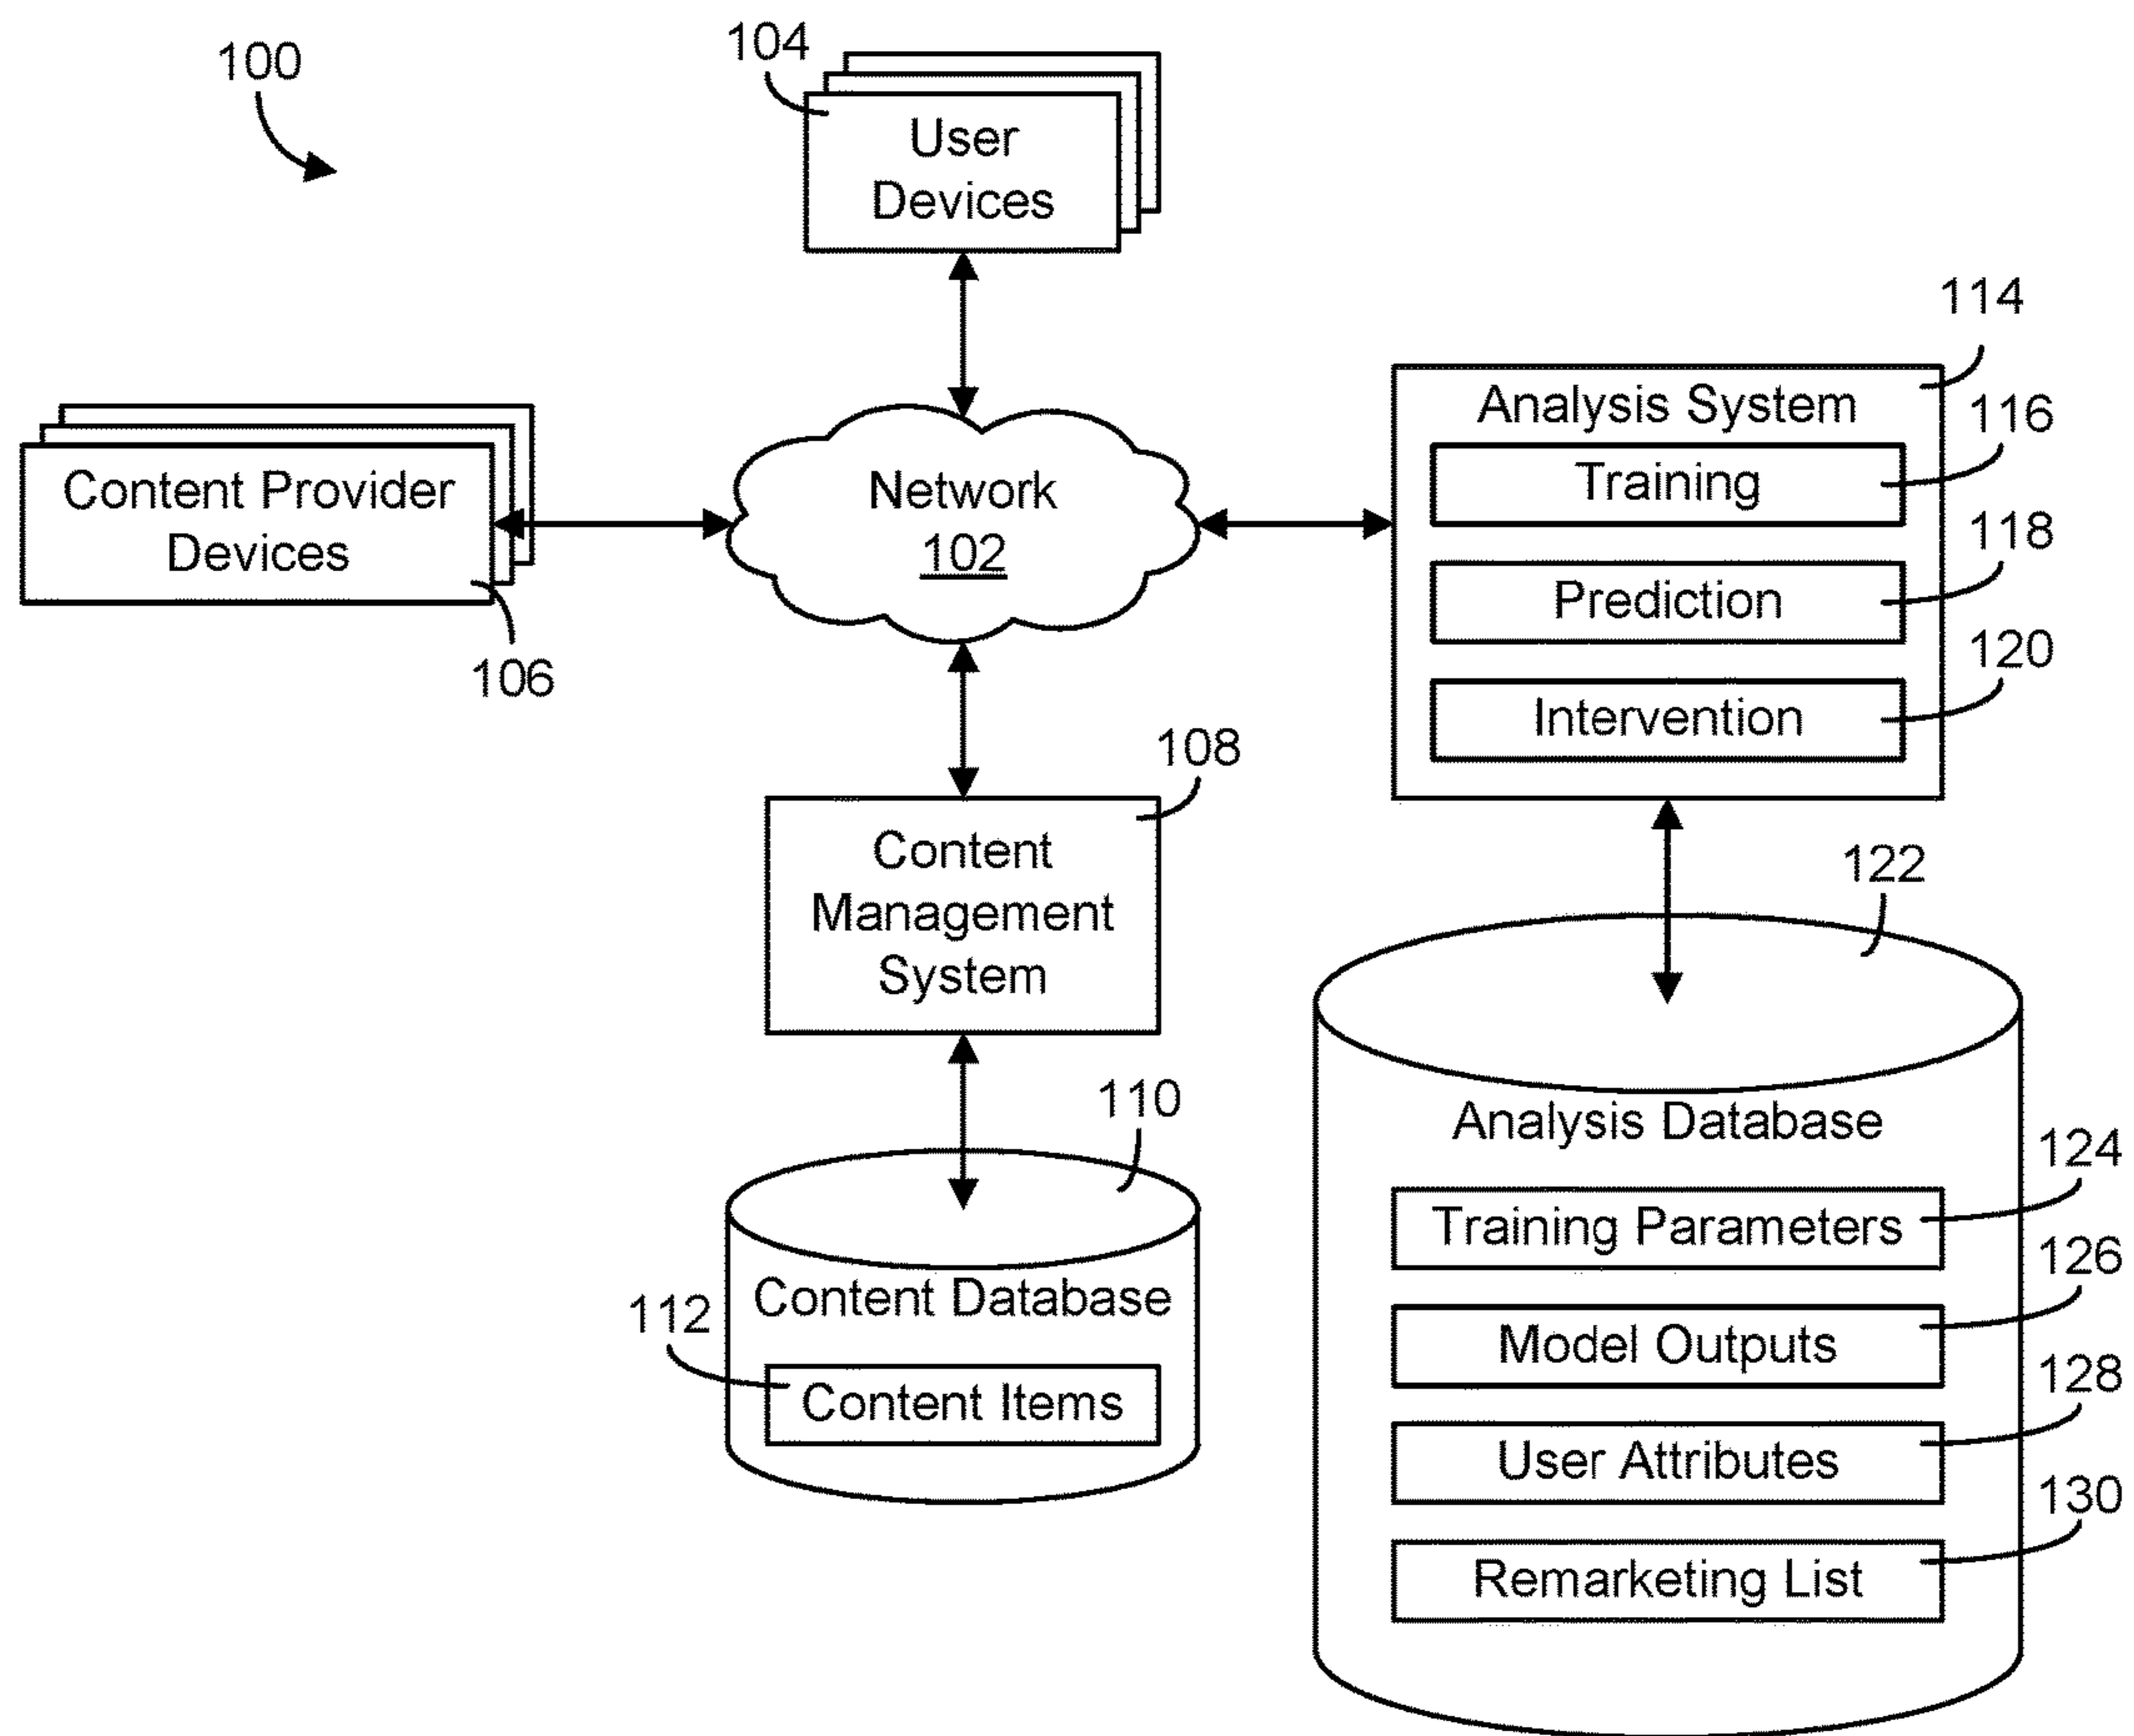 100
104
User
Devices
114
Analysis System
116
Training
118
Prediction
120
Intervention
Content Provider
Devices
106
Network
102
108
Content
Management
System
122
110
Analysis Database
124
Training Parameters
126
Model Outputs
128
User Attributes
130
Remarketing List
Content Database
112
Content Items